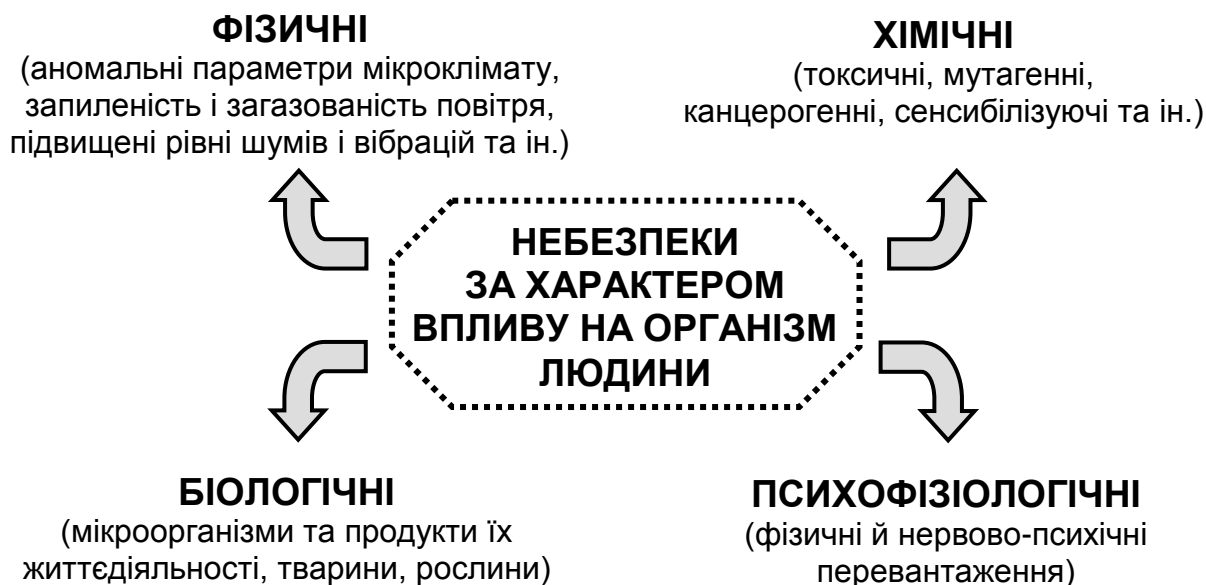 ФІЗИЧНІ
(аномальні параметри мікроклімату,
запиленість і загазованість повітря,
підвищені рівні шумів і вібрацій та ін.)
ХІМІЧНІ
(токсичні, мутагенні,
канцерогенні, сенсибілізуючі та ін.)
НЕБЕЗПЕКИ
ЗА ХАРАКТЕРОМ
ВПЛИВУ НА ОРГАНІЗМ
ЛЮДИНИ
БІОЛОГІЧНІ
(мікроорганізми та продукти їх
життєдіяльності, тварини, рослини)
ПСИХОФІЗІОЛОГІЧНІ
(фізичні й нервово-психічні
перевантаження)